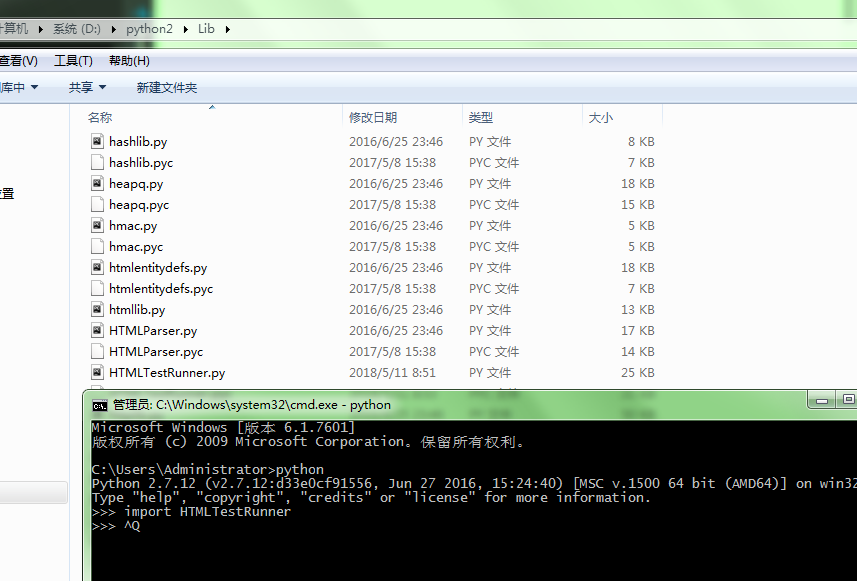 计算机 ▸ 系统 (D:) ▸ python2 ▸ Lib ▸
查看(V) 工具(T) 帮助(H)
库中 ▼ 共享 ▼ 新建文件夹
名称 修改日期 类型 大小
hashlib.py 2016/6/25 23:46 PY 文件 8 KB
hashlib.pyc 2017/5/8 15:38 PYC 文件 7 KB
heapq.py 2016/6/25 23:46 PY 文件 18 KB
heapq.pyc 2017/5/8 15:38 PYC 文件 15 KB
hmac.py 2016/6/25 23:46 PY 文件 5 KB
hmac.pyc 2017/5/8 15:38 PYC 文件 5 KB
置
htmlentitydefs.py 2016/6/25 23:46 PY 文件 18 KB
htmlentitydefs.pyc 2017/5/8 15:38 PYC 文件 7 KB
htmllib.py 2016/6/25 23:46 PY 文件 13 KB
HTMLParser.py 2016/6/25 23:46 PY 文件 17 KB
HTMLParser.pyc 2017/5/8 15:38 PYC 文件 14 KB
HTMLTestRunner.py 2018/5/11 8:51 PY 文件 25 KB
管理员: C:\Windows\system32\cmd.exe - python
Microsoft Windows [版本 6.1.7601]
版权所有 (c) 2009 Microsoft Corporation。保留所有权利。
C:\Users\Administrator>python
Python 2.7.12 (v2.7.12:d33e0cf91556, Jun 27 2016, 15:24:40) [MSC v.1500 64 bit (AMD64)] on win32
Type "help", "copyright", "credits" or "license" for more information.
>>> import HTMLTestRunner
>>> ^Q